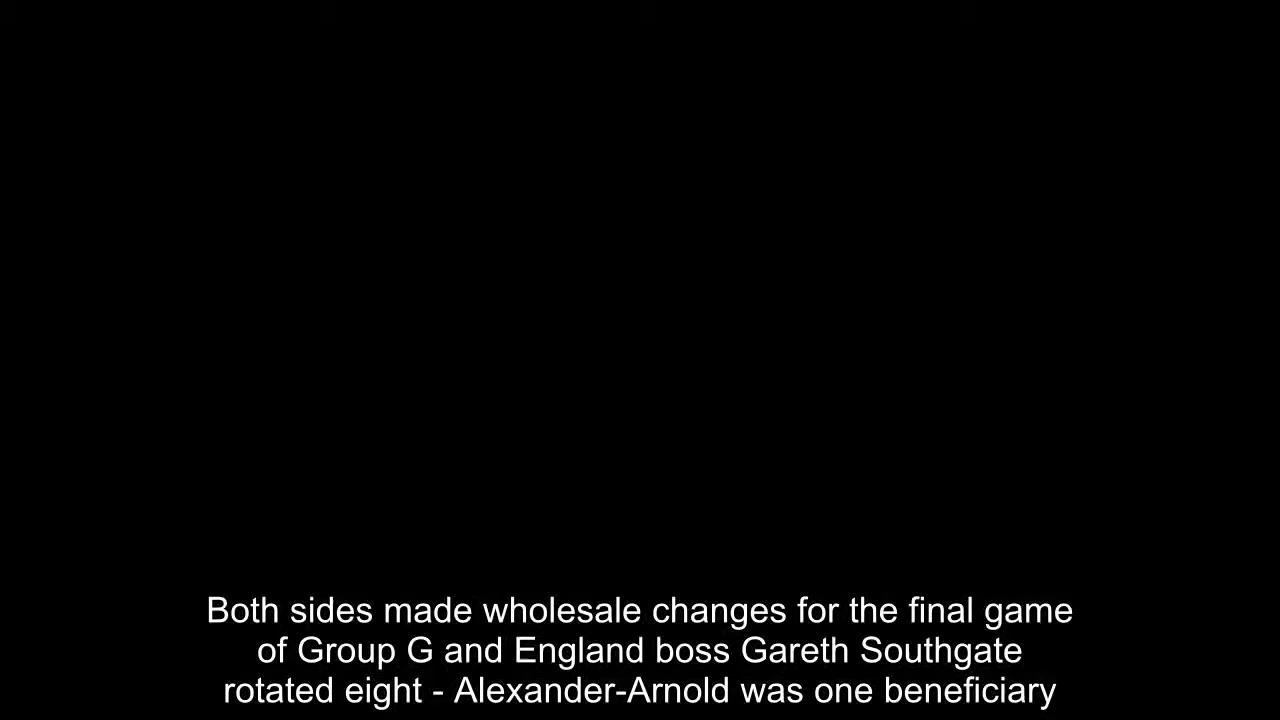 Both sides made wholesale changes for the final game
of Group G and England boss Gareth Southgate
rotated eight - Alexander-Arnold was one beneficiary